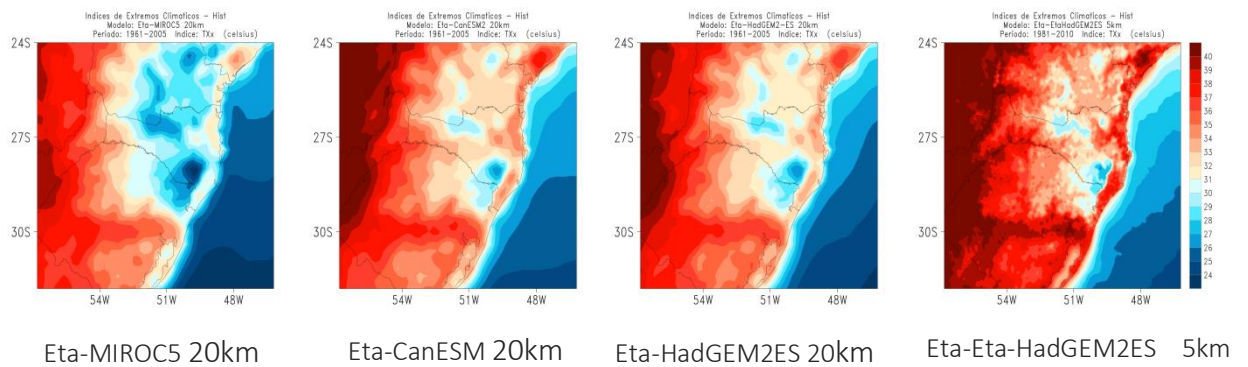 Indices de Extremos Climaticos – Hist
Modelo: Eta–MIROC5 20km
Periodo: 1961–2005 Indice: TXx (celsius)
24S
27S
30S
54W 51W 48W
Eta-MIROC5 20km
Indices de Extremos Climaticos – Hist
Modelo: Eta–CanESM2 20km
Periodo: 1961–2005 Indice: TXx (celsius)
24S
27S
30S
54W 51W 48W
Eta-CanESM 20km
Indices de Extremos Climaticos – Hist
Modelo: Eta–HadGEM2–ES 20km
Periodo: 1961–2005 Indice: TXx (celsius)
24S
27S
30S
54W 51W 48W
Eta-HadGEM2ES 20km
Indices de Extremos Climaticos – Hist
Modelo: Eta–EtaHadGEM2ES 5km
Periodo: 1981–2010 Indice: TXx (celsius)
24S
27S
30S
54W 51W 48W
40
39
38
37
36
35
34
33
32
31
30
29
28
27
26
25
24
Eta-Eta-HadGEM2ES 5km